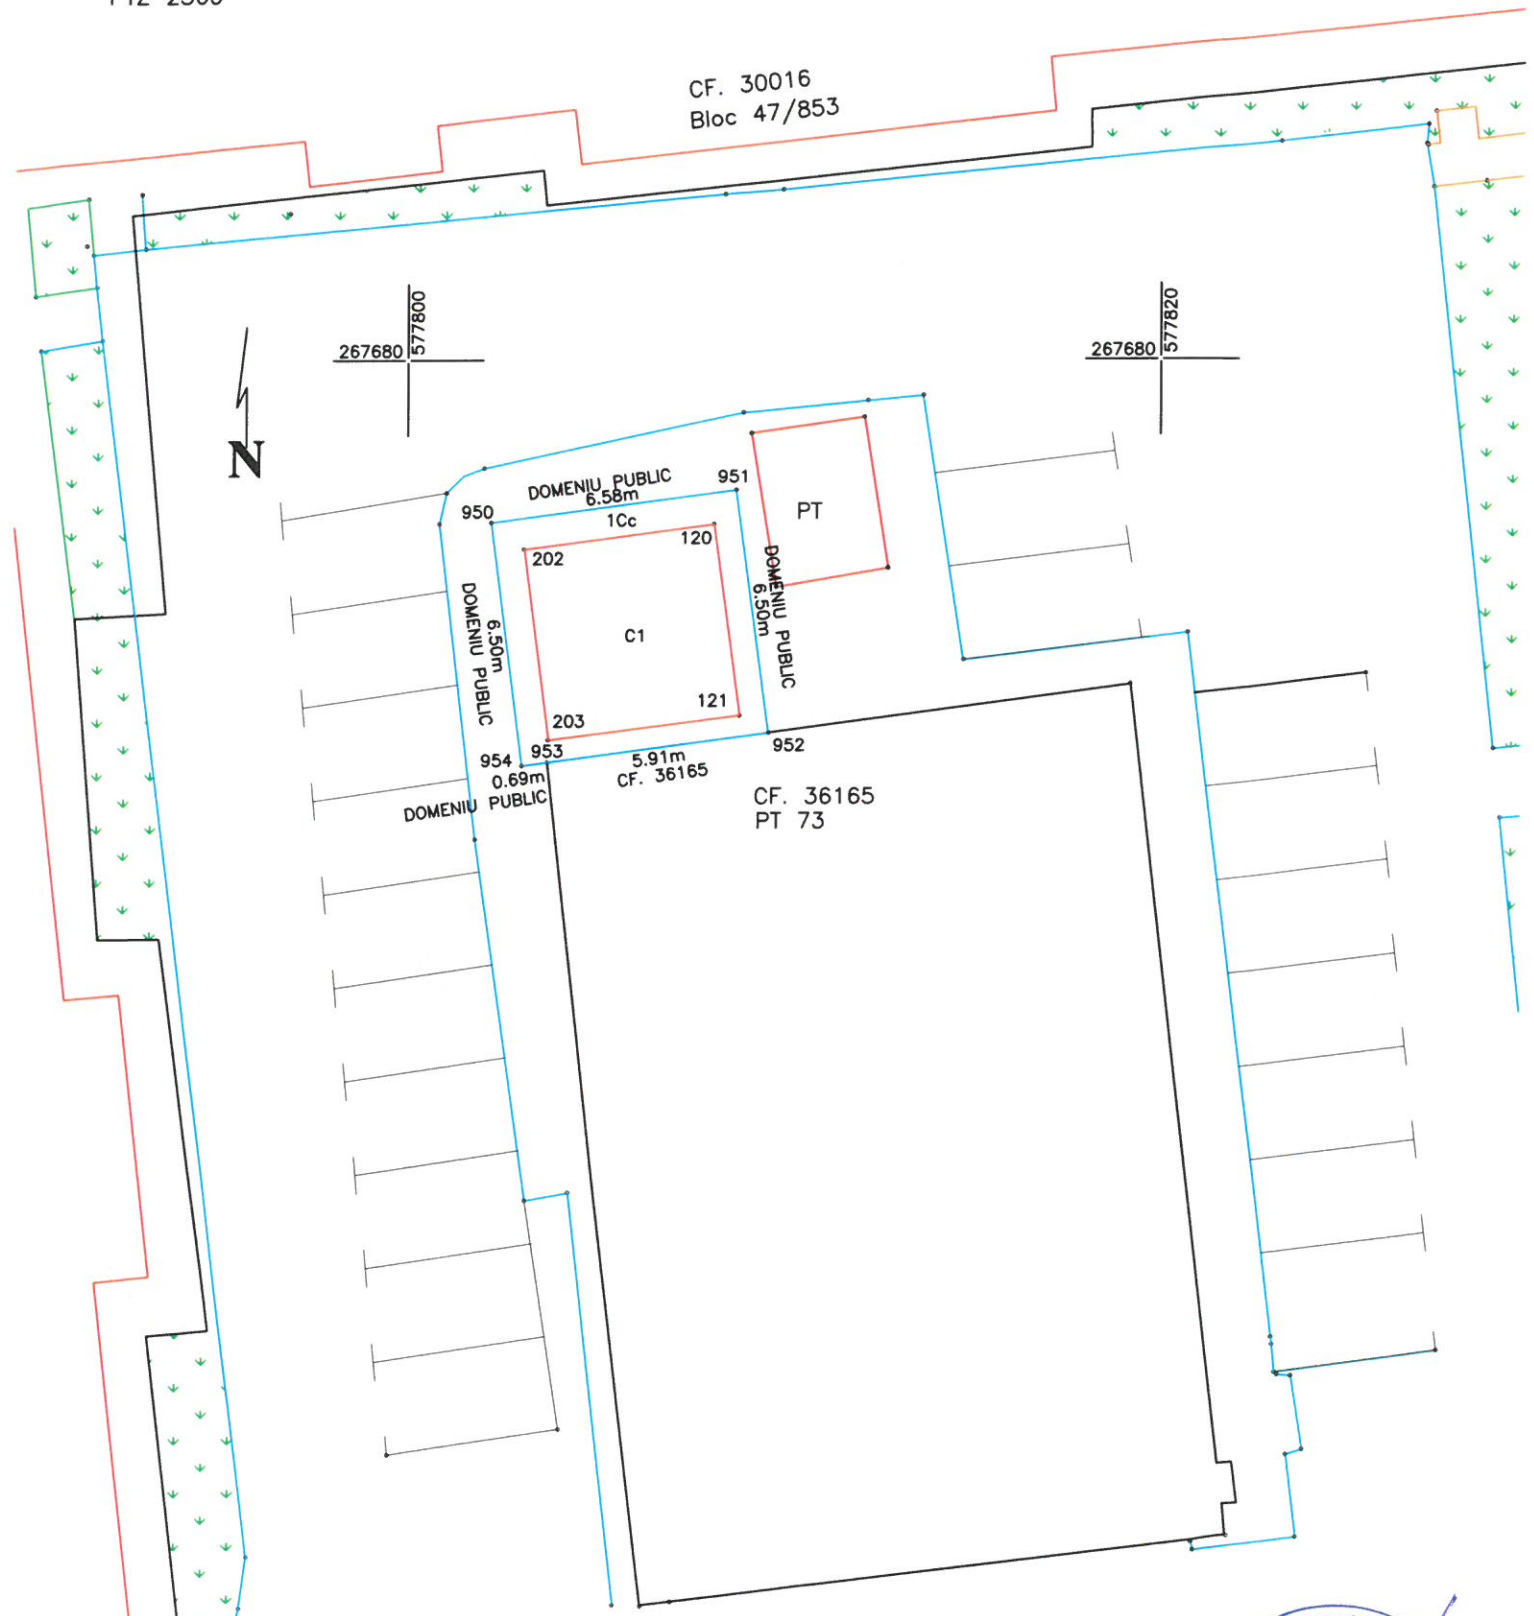 CF. 30016
Bloc 47/853
267680
577800
267680
577820
N
DOMENIU PUBLIC
6.58m
950
951
1Cc
120
202
PT
C1
DOMENIU PUBLIC
6.50m
DOMENIU PUBLIC
6.50m
121
203
953
954
952
0.69m
5.91m
CF. 36165
DOMENIU PUBLIC
CF. 36165
PT 73